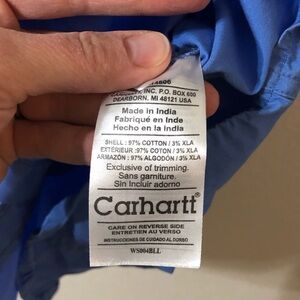 INC. P.O. BOX 600
DEARBORN, MI 48121 USA
Made in India
Fabriqué en Inde
Hecho en la India
SHELL : 97% COTTON / 3% XLA
EXTÉRIEUR :97% COTON / 3% XLA
ARMAZÓN : 97% ALGODÓN / 3% XLA
Exclusive of trimming.
Sans garniture.
Sin Incluir adorno
Carhartt®
CARE ON REVERSE SIDE
ENTRETIEN AU VERSO
INSTRUCCIONES DE CUIDADO AL DORSO
WS004BLL